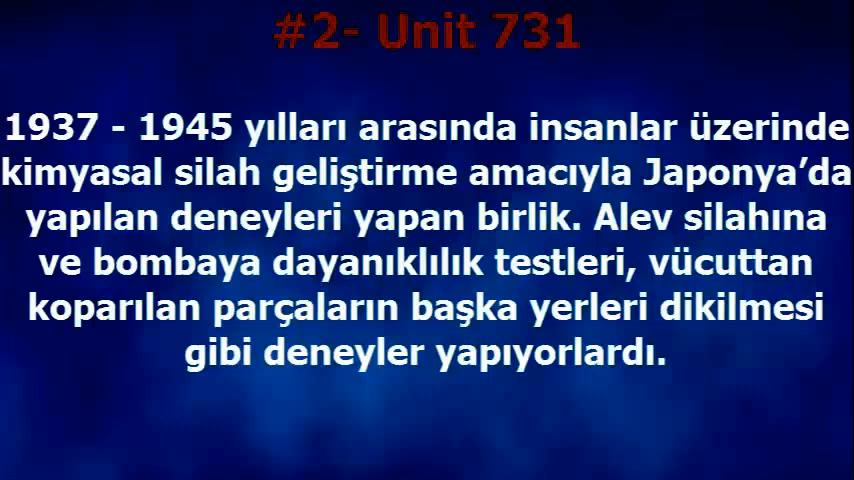 #2- Unit 731
1937 - 1945 yılları arasında insanlar üzerinde
kimyasal silah geliştirme amacıyla Japonya’da
yapılan deneyleri yapan birlik. Alev silahına
ve bombaya dayanıklılık testleri, vücuttan
koparılan parçaların başka yerleri dikilmesi
gibi deneyler yapıyorlardı.